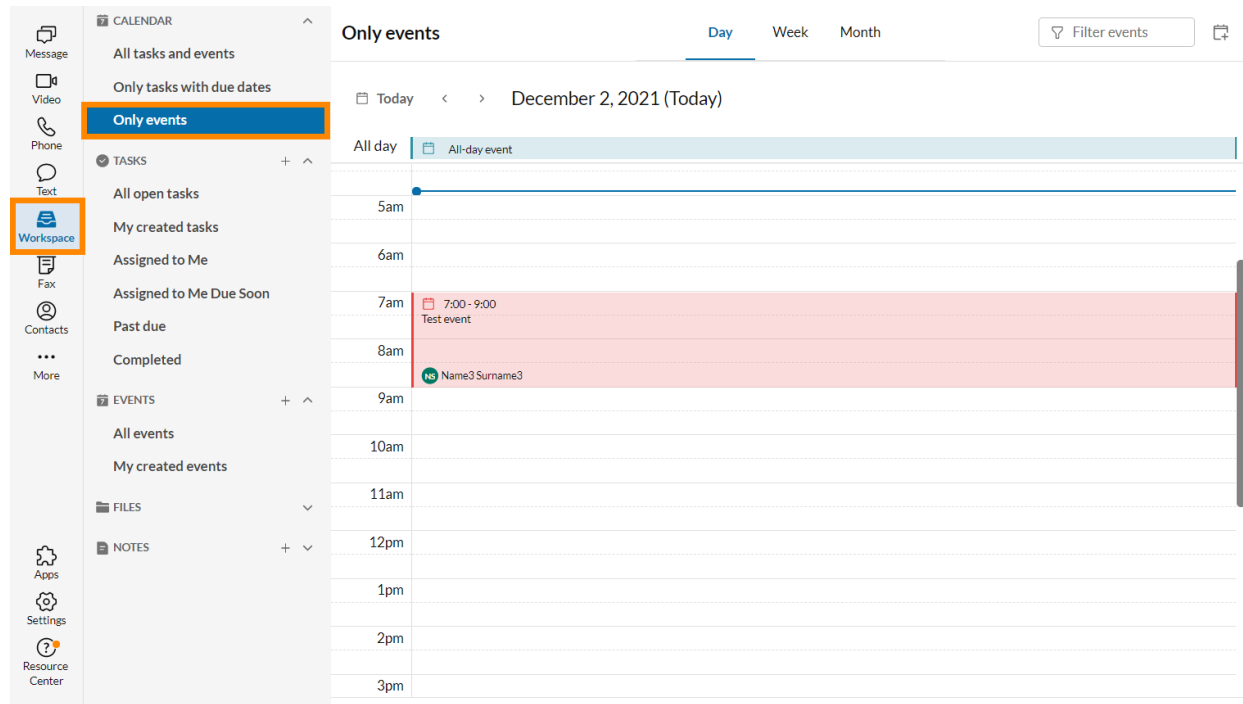 Message
Video
Phone
Text
Workspace
Fax
Contacts
More
Apps
Settings
Resource
Center
CALENDAR
All tasks and events
Only tasks with due dates
Only events
TASKS
All open tasks
My created tasks
Assigned to Me
Assigned to Me Due Soon
Past due
Completed
EVENTS
All events
My created events
FILES
NOTES
Only events
Day Week Month
Filter events
Today December 2, 2021 (Today)
All day All-day event
5am
6am
7am 7:00 - 9:00
Test event
8am
NS Name3 Surname3
9am
10am
11am
12pm
1pm
2pm
3pm